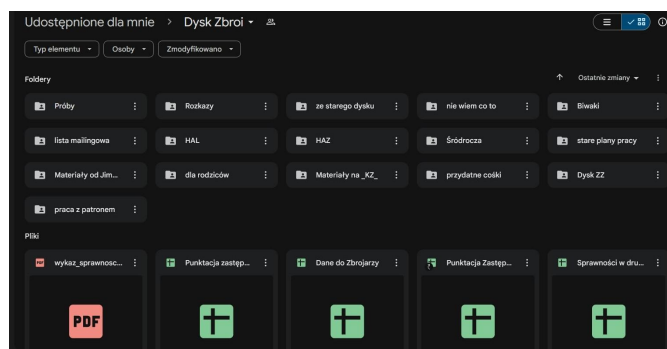 Udostępnione dla mnie > Dysk Zbroi
Typ elementu Osoby Zmodyfikowano
Foldery Ostatnie zmiany
Próby Rozkazy ze starego dysku nie wiem co to Biwaki
lista mailingowa HAL HAZ Śródrocza stare plany pracy
Materiały od Jim... dla rodziców Materiały na _KZ_ przydatne cośki Dysk ZZ
praca z patronem
Pliki
wykaz_sprawnosc... Punktacja zastęp... Dane do Zbrojarzy Punktacja Zastęp... Sprawności w dru...
PDF